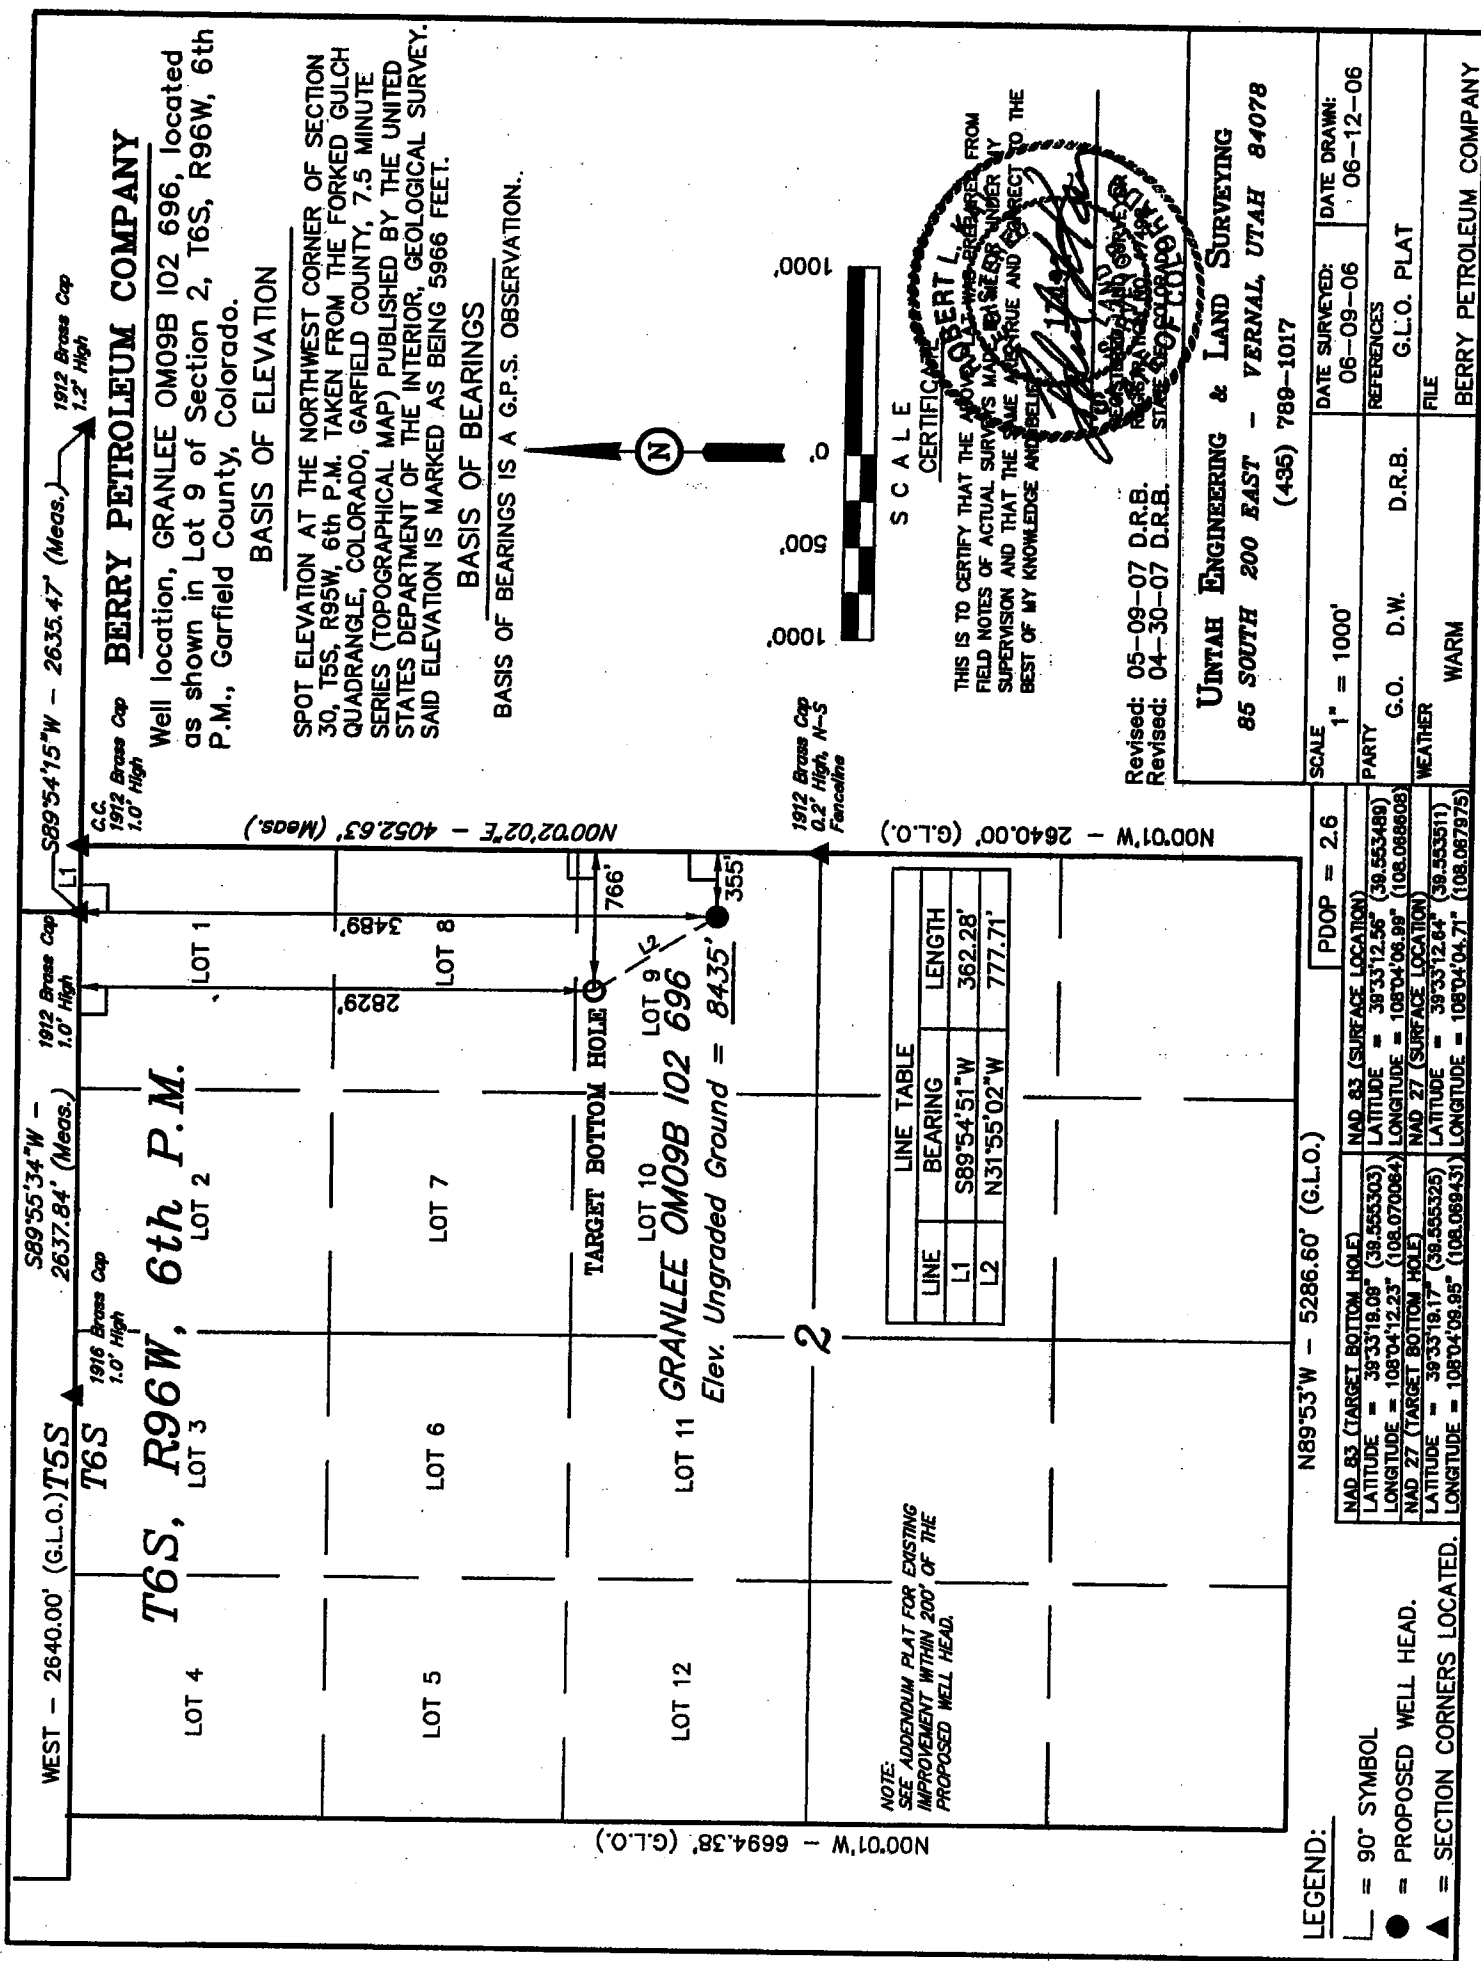 WEST – 2640.00' (G.L.O.)
T5S
T6S
S89°55'34"W –
2637.84' (Meas.)
S89°54'15"W – 2635.47' (Meas.)
L1
1916 Brass Cap
1.0' High
1912 Brass Cap
1.0' High
C.C.
1912 Brass Cap
1.0' High
1912 Brass Cap
1.2' High
T6S, R96W, 6th P.M.
LOT 4
LOT 3
LOT 2
LOT 1
LOT 5
LOT 6
LOT 7
LOT 8
LOT 12
LOT 11
LOT 10
LOT 9
2829'
3489'
766'
355'
L2
TARGET BOTTOM HOLE
GRANLEE OM09B I02 696
Elev. Ungraded Ground = 8435'
2
N00°02'02"E – 4052.63' (Meas.)
1912 Brass Cap
0.2' High, N–S
Fenceline
N00°01'W – 2640.00' (G.L.O.)
N00°01'W – 6694.38' (G.L.O.)
N89°53'W – 5286.60' (G.L.O.)
LINE TABLE
LINE BEARING LENGTH
L1 S89°54'51"W 362.28'
L2 N31°55'02"W 777.71'
NOTE:
SEE ADDENDUM PLAT FOR EXISTING
IMPROVEMENT WITHIN 200' OF THE
PROPOSED WELL HEAD.
BERRY PETROLEUM COMPANY
Well location, GRANLEE OM09B I02 696, located
as shown in Lot 9 of Section 2, T6S, R96W, 6th
P.M., Garfield County, Colorado.
BASIS OF ELEVATION
SPOT ELEVATION AT THE NORTHWEST CORNER OF SECTION
30, T5S, R95W, 6th P.M. TAKEN FROM THE FORKED GULCH
QUADRANGLE, COLORADO, GARFIELD COUNTY, 7.5 MINUTE
SERIES (TOPOGRAPHICAL MAP) PUBLISHED BY THE UNITED
STATES DEPARTMENT OF THE INTERIOR, GEOLOGICAL SURVEY.
SAID ELEVATION IS MARKED AS BEING 5966 FEET.
BASIS OF BEARINGS
BASIS OF BEARINGS IS A G.P.S. OBSERVATION..
N
1000' 500' 0' 1000'
S C A L E
CERTIFICATE
THIS IS TO CERTIFY THAT THE ABOVE PLAT WAS PREPARED FROM
FIELD NOTES OF ACTUAL SURVEYS MADE BY ME OR UNDER MY
SUPERVISION AND THAT THE SAME ARE TRUE AND CORRECT TO THE
BEST OF MY KNOWLEDGE AND BELIEF
REGISTERED LAND SURVEYOR
REGISTRATION NO.
STATE OF COLORADO
ROBERT L.
Revised: 05–09–07 D.R.B.
Revised: 04–30–07 D.R.B.
UINTAH ENGINEERING & LAND SURVEYING
85 SOUTH 200 EAST – VERNAL, UTAH 84078
(435) 789–1017
SCALE
1" = 1000'
DATE SURVEYED:
06–09–06
DATE DRAWN:
06–12–06
PARTY
G.O. D.W. D.R.B.
REFERENCES
G.L.O. PLAT
WEATHER
WARM
FILE
BERRY PETROLEUM COMPANY
LEGEND:
= 90° SYMBOL
= PROPOSED WELL HEAD.
= SECTION CORNERS LOCATED.
PDOP = 2.6
NAD 83 (TARGET BOTTOM HOLE)
LATITUDE = 39°33'19.09" (39.555303)
LONGITUDE = 108°04'12.23" (108.070064)
NAD 27 (TARGET BOTTOM HOLE)
LATITUDE = 39°33'19.17" (39.555325)
LONGITUDE = 108°04'09.95" (108.069431)
NAD 83 (SURFACE LOCATION)
LATITUDE = 39°33'12.56" (39.553489)
LONGITUDE = 108°04'06.99" (108.068608)
NAD 27 (SURFACE LOCATION)
LATITUDE = 39°33'12.64" (39.553511)
LONGITUDE = 108°04'04.71" (108.067975)